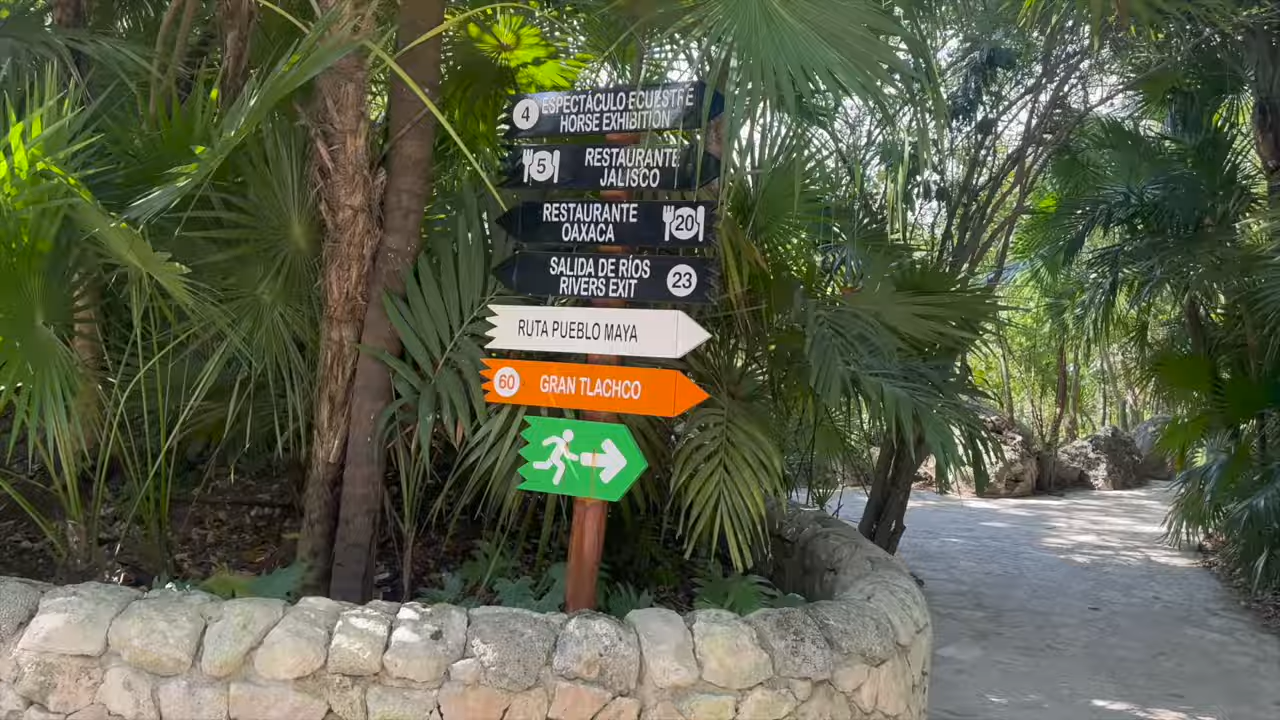 4 ESPECTÁCULO ECUESTRE
HORSE EXHIBITION
5 RESTAURANTE
JALISCO
RESTAURANTE 20
OAXACA
SALIDA DE RÍOS 23
RIVERS EXIT
RUTA PUEBLO MAYA
60 GRAN TLACHCO